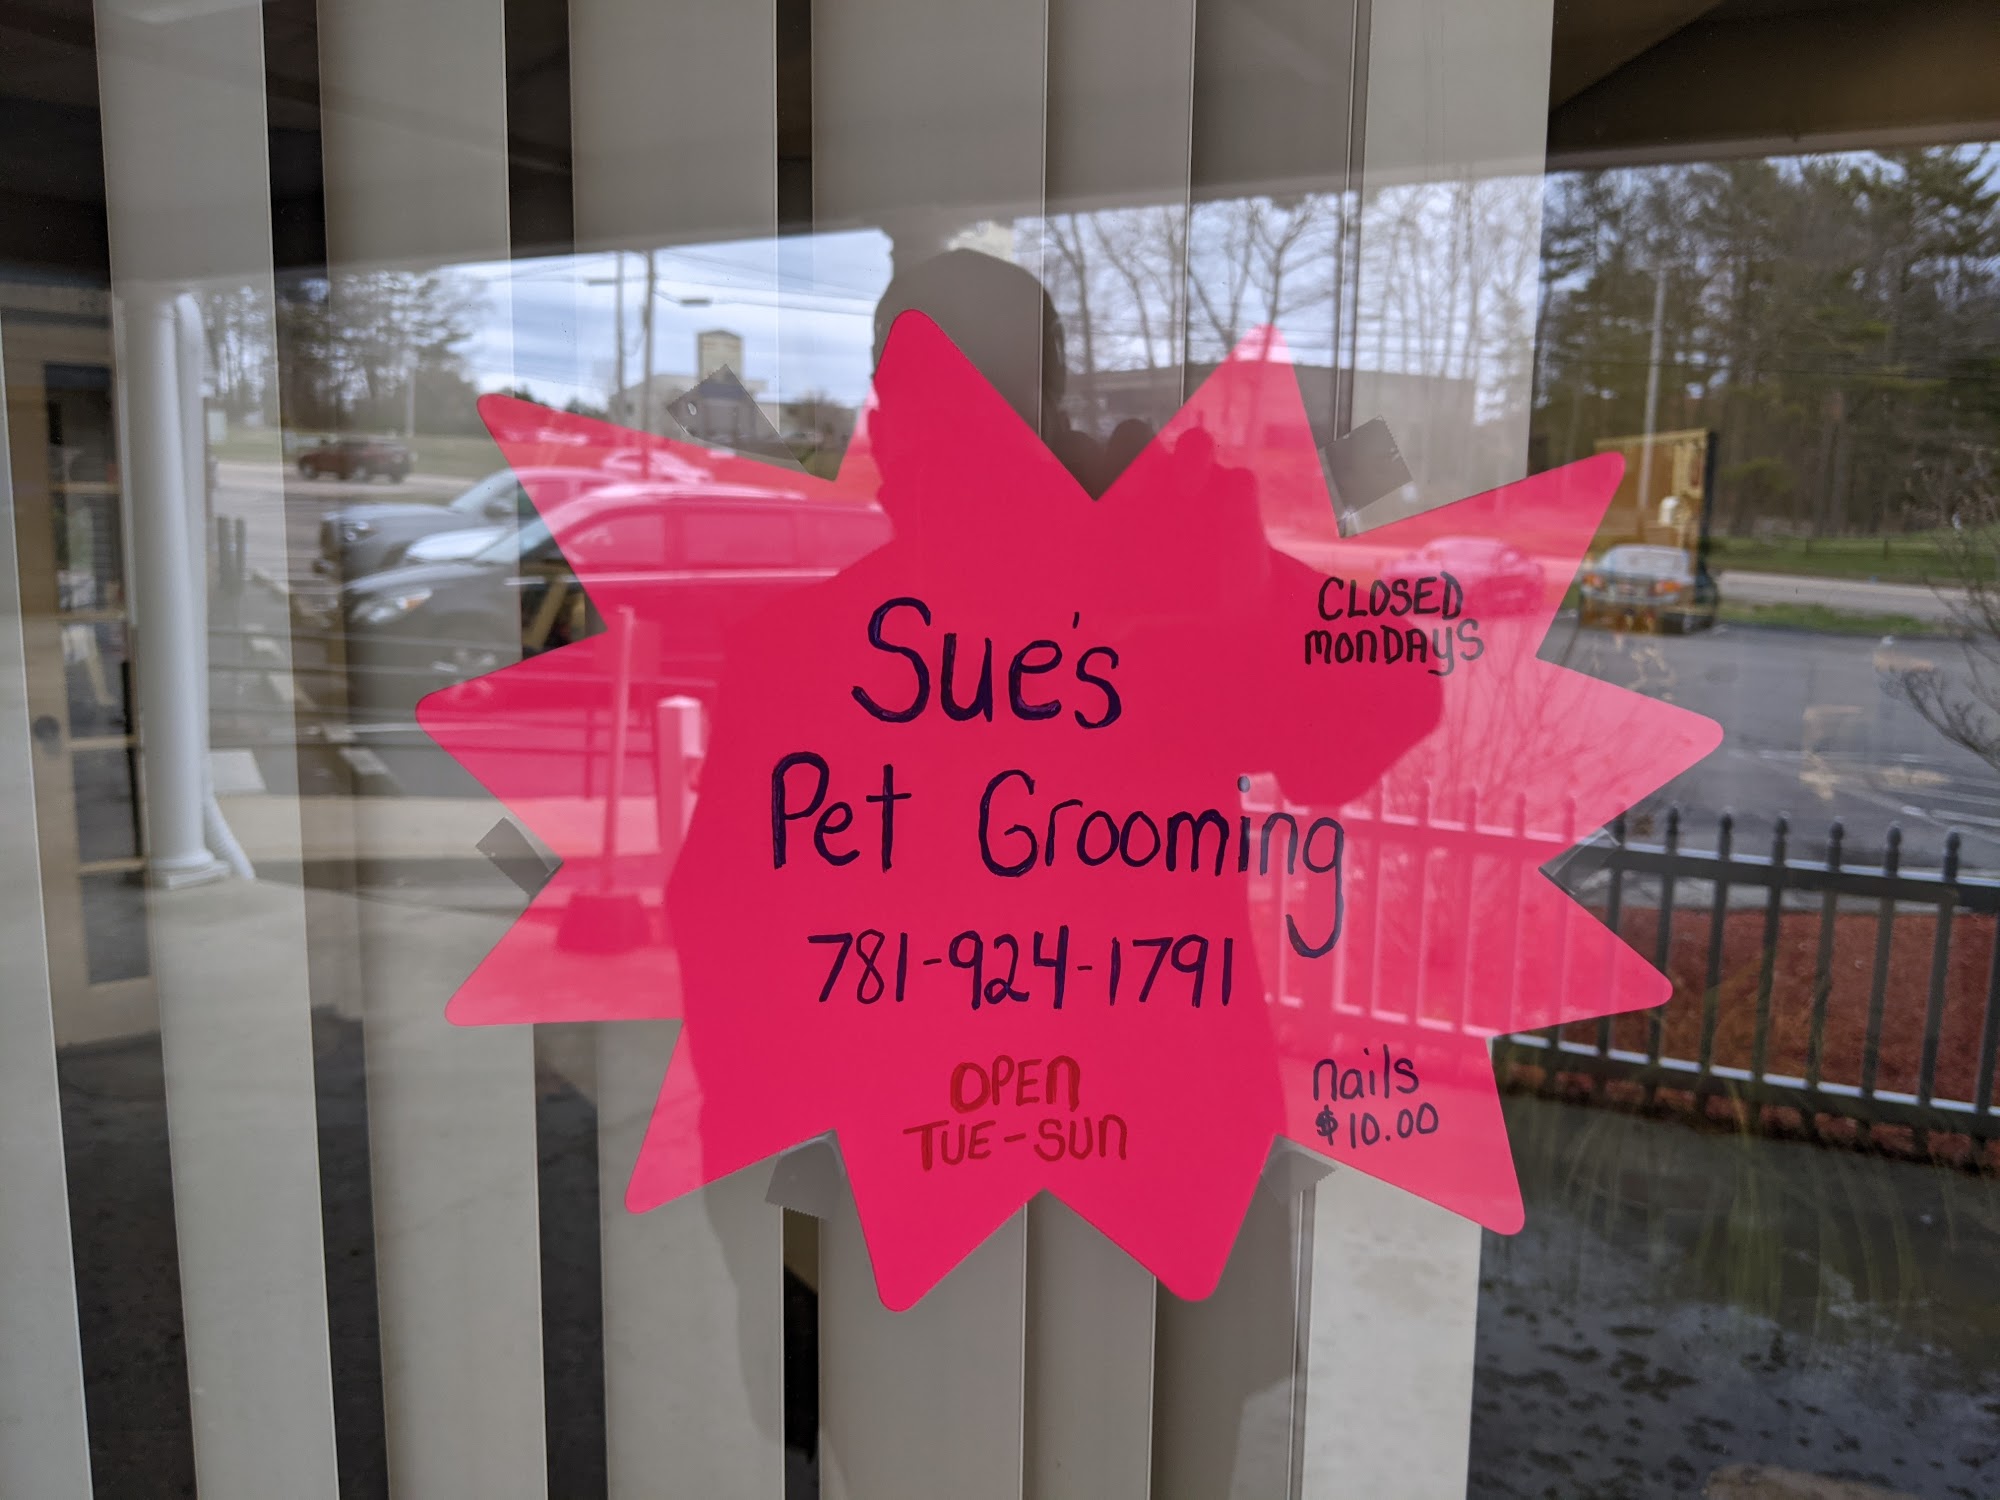 Sue's
Pet Grooming
781-924-1791
OPEN
TUE-SUN
CLOSED
MONDAYS
nails
$10.00